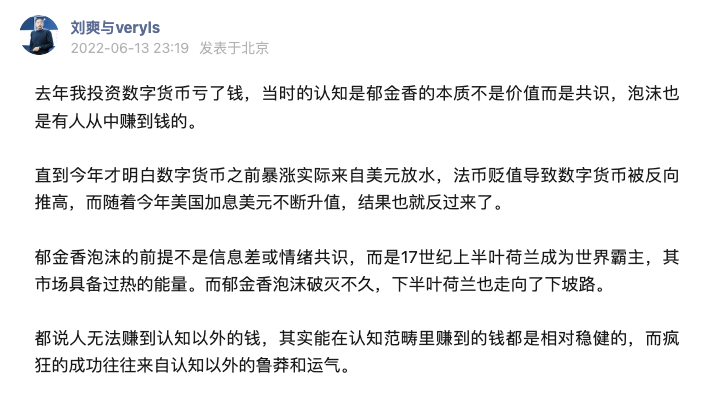 刘爽与veryls
2022-06-13 23:19 发表于北京
去年我投资数字货币亏了钱，当时的认知是郁金香的本质不是价值而是共识，泡沫也
是有人从中赚到钱的。
直到今年才明白数字货币之前暴涨实际来自美元放水，法币贬值导致数字货币被反向
推高，而随着今年美国加息美元不断升值，结果也就反过来了。
郁金香泡沫的前提不是信息差或情绪共识，而是17世纪上半叶荷兰成为世界霸主，其
市场具备过热的能量。而郁金香泡沫破灭不久，下半叶荷兰也走向了下坡路。
都说人无法赚到认知以外的钱，其实能在认知范畴里赚到的钱都是相对稳健的，而疯
狂的成功往往来自认知以外的鲁莽和运气。